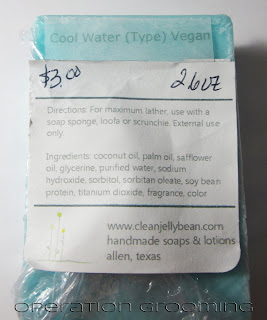 Cool Water (Type) Vegan
$3.00 2.6oz
Directions: For maximum lather, use with a
soap sponge, loofa or scrunchie. External use
only.
Ingredients: coconut oil, palm oil, safflower
oil, glycerine, purified water, sodium
hydroxide, sorbitol, sorbitan oleate, soy bean
protein, titanium dioxide, fragrance, color
www.cleanjellybean.com
handmade soaps & lotions
allen, texas
operation grooming